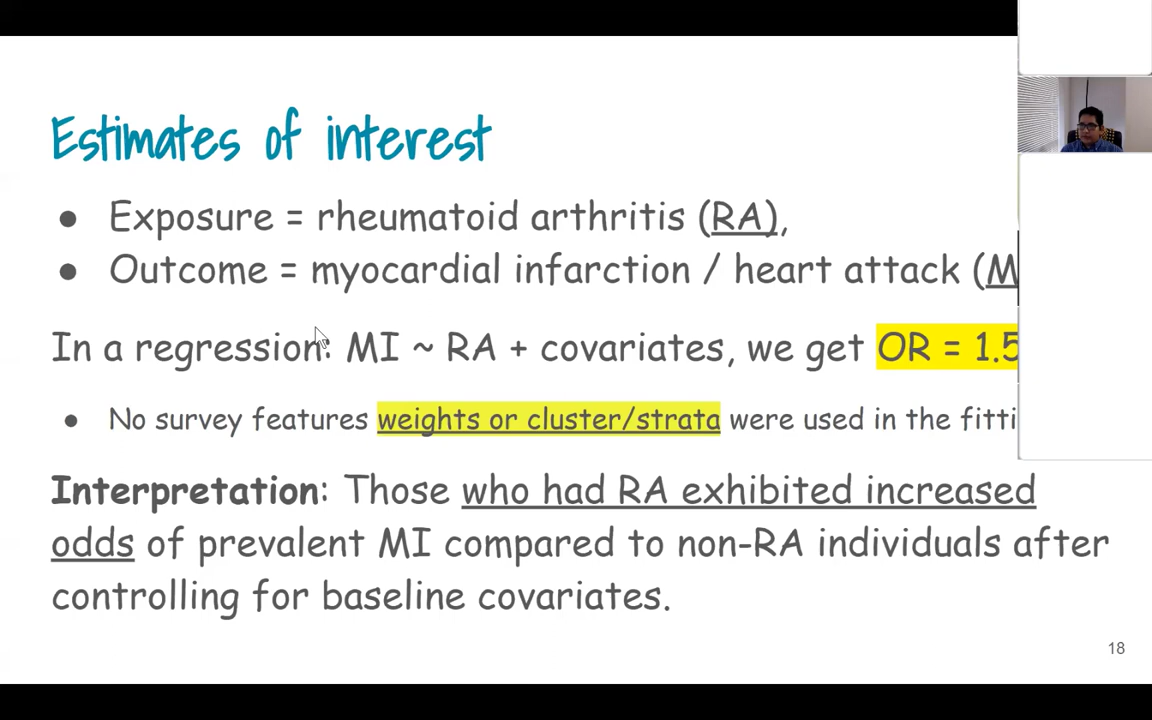 Estimates of interest
● Exposure = rheumatoid arthritis (RA),
● Outcome = myocardial infarction / heart attack (M
In a regression: MI ~ RA + covariates, we get OR = 1.5
● No survey features weights or cluster/strata were used in the fitti
Interpretation: Those who had RA exhibited increased
odds of prevalent MI compared to non-RA individuals after
controlling for baseline covariates.
18